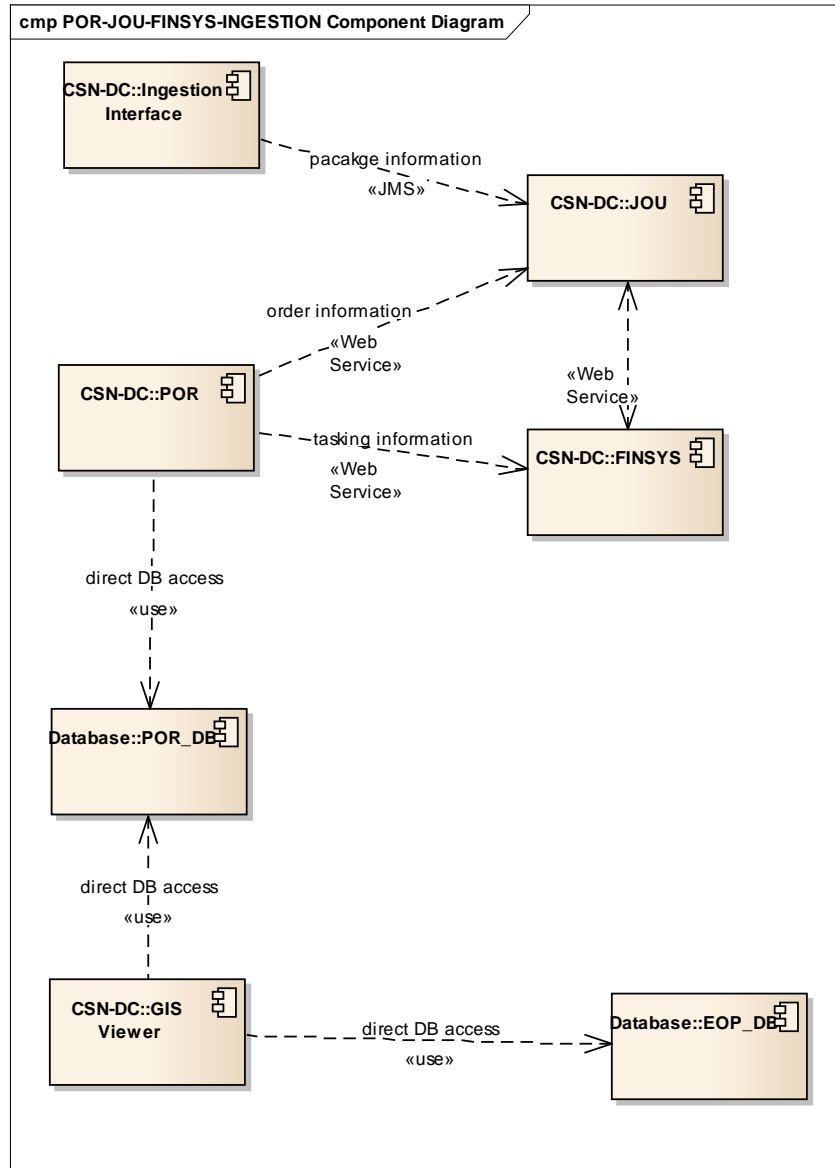 cmp POR-JOU-FINSYS-INGESTION Component Diagram
CSN-DC::Ingestion
Interface
pacakge information
«JMS»
CSN-DC::JOU
order information
«Web
Service»
CSN-DC::POR
«Web
Service»
tasking information
«Web
Service»
CSN-DC::FINSYS
direct DB access
«use»
Database::POR_DB
direct DB access
«use»
CSN-DC::GIS
Viewer
direct DB access
«use»
Database::EOP_DB